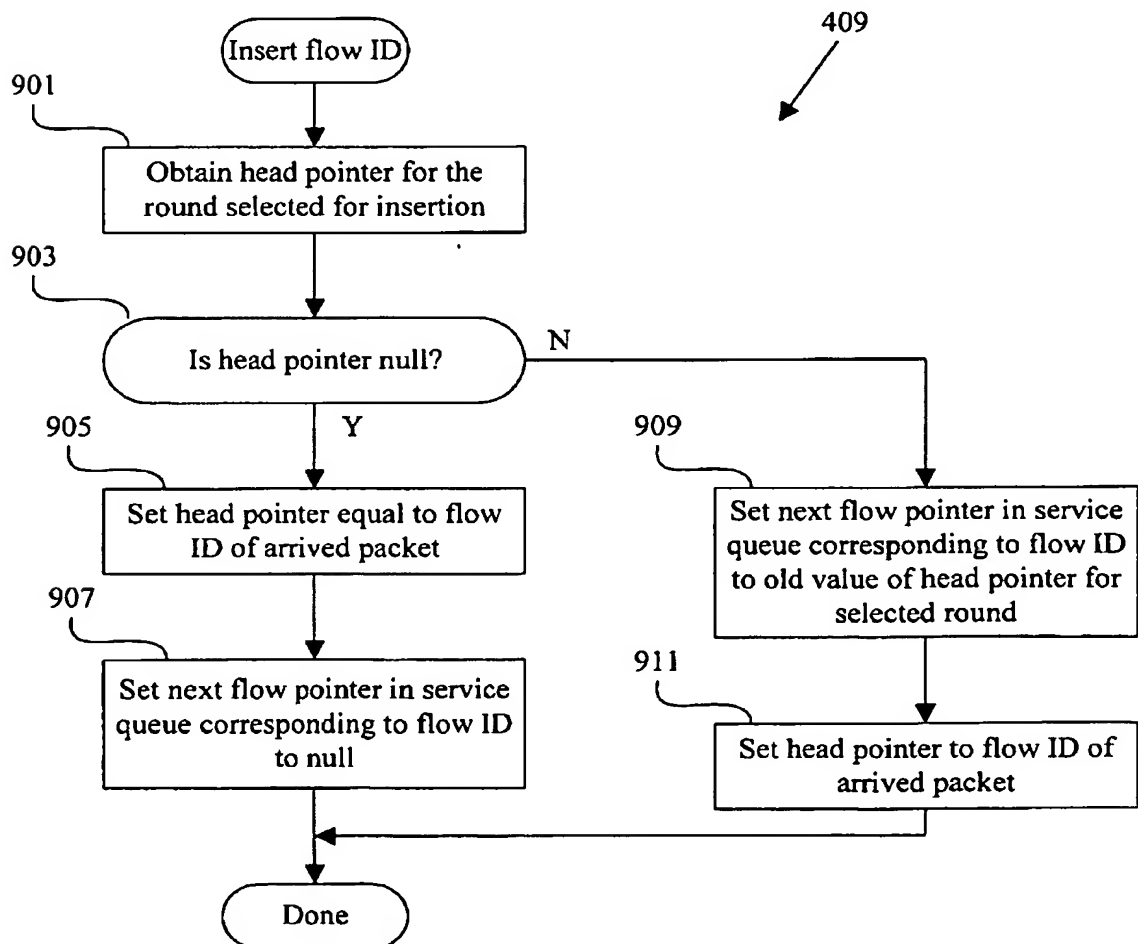 409
Insert flow ID
901
Obtain head pointer for the
round selected for insertion
903
Is head pointer null?
N
Y
905
Set head pointer equal to flow
ID of arrived packet
907
Set next flow pointer in service
queue corresponding to flow ID
to null
909
Set next flow pointer in service
queue corresponding to flow ID
to old value of head pointer for
selected round
911
Set head pointer to flow ID of
arrived packet
Done